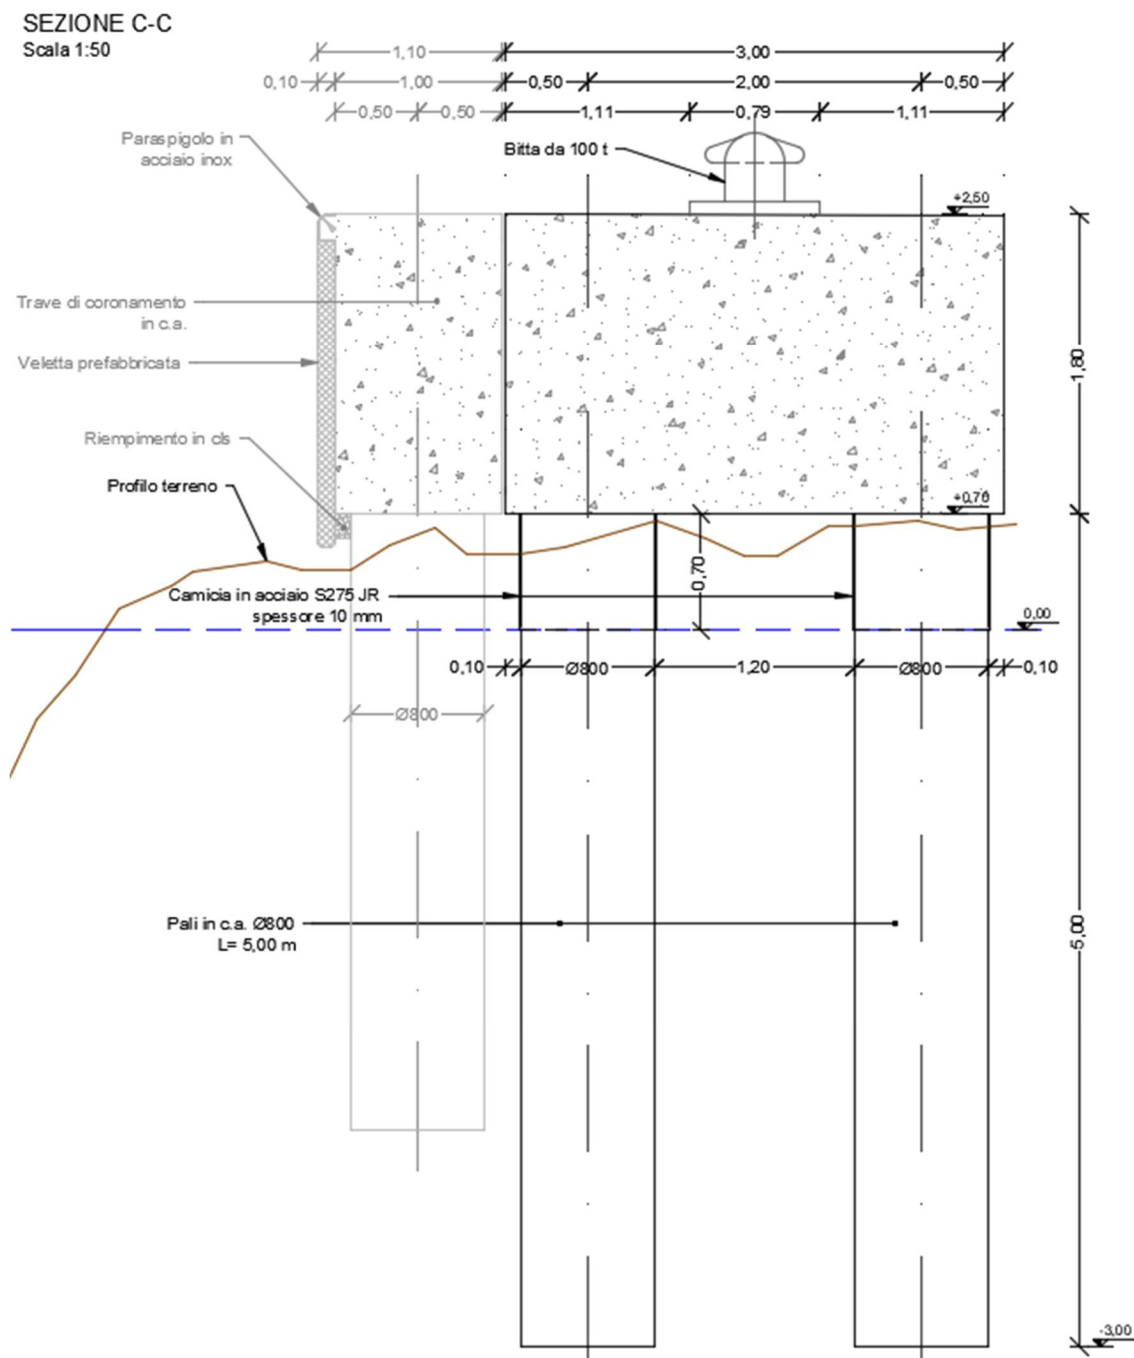 SEZIONE C-C
Scala 1:50
1,10
3,00
0,10
1,00
0,50
2,00
0,50
0,50
0,50
1,11
0,79
1,11
Paraspigolo in
acciaio inox
Bitta da 100 t
+2,50
Trave di coronamento
in c.a.
Veletta prefabbricata
1,80
Riempimento in cls
Profilo terreno
+0,70
0,70
Camicia in acciaio S275 JR
spessore 10 mm
0,00
0,10
Ø800
1,20
Ø800
0,10
Ø800
Pali in c.a. Ø800
L= 5,00 m
5,00
-3,00